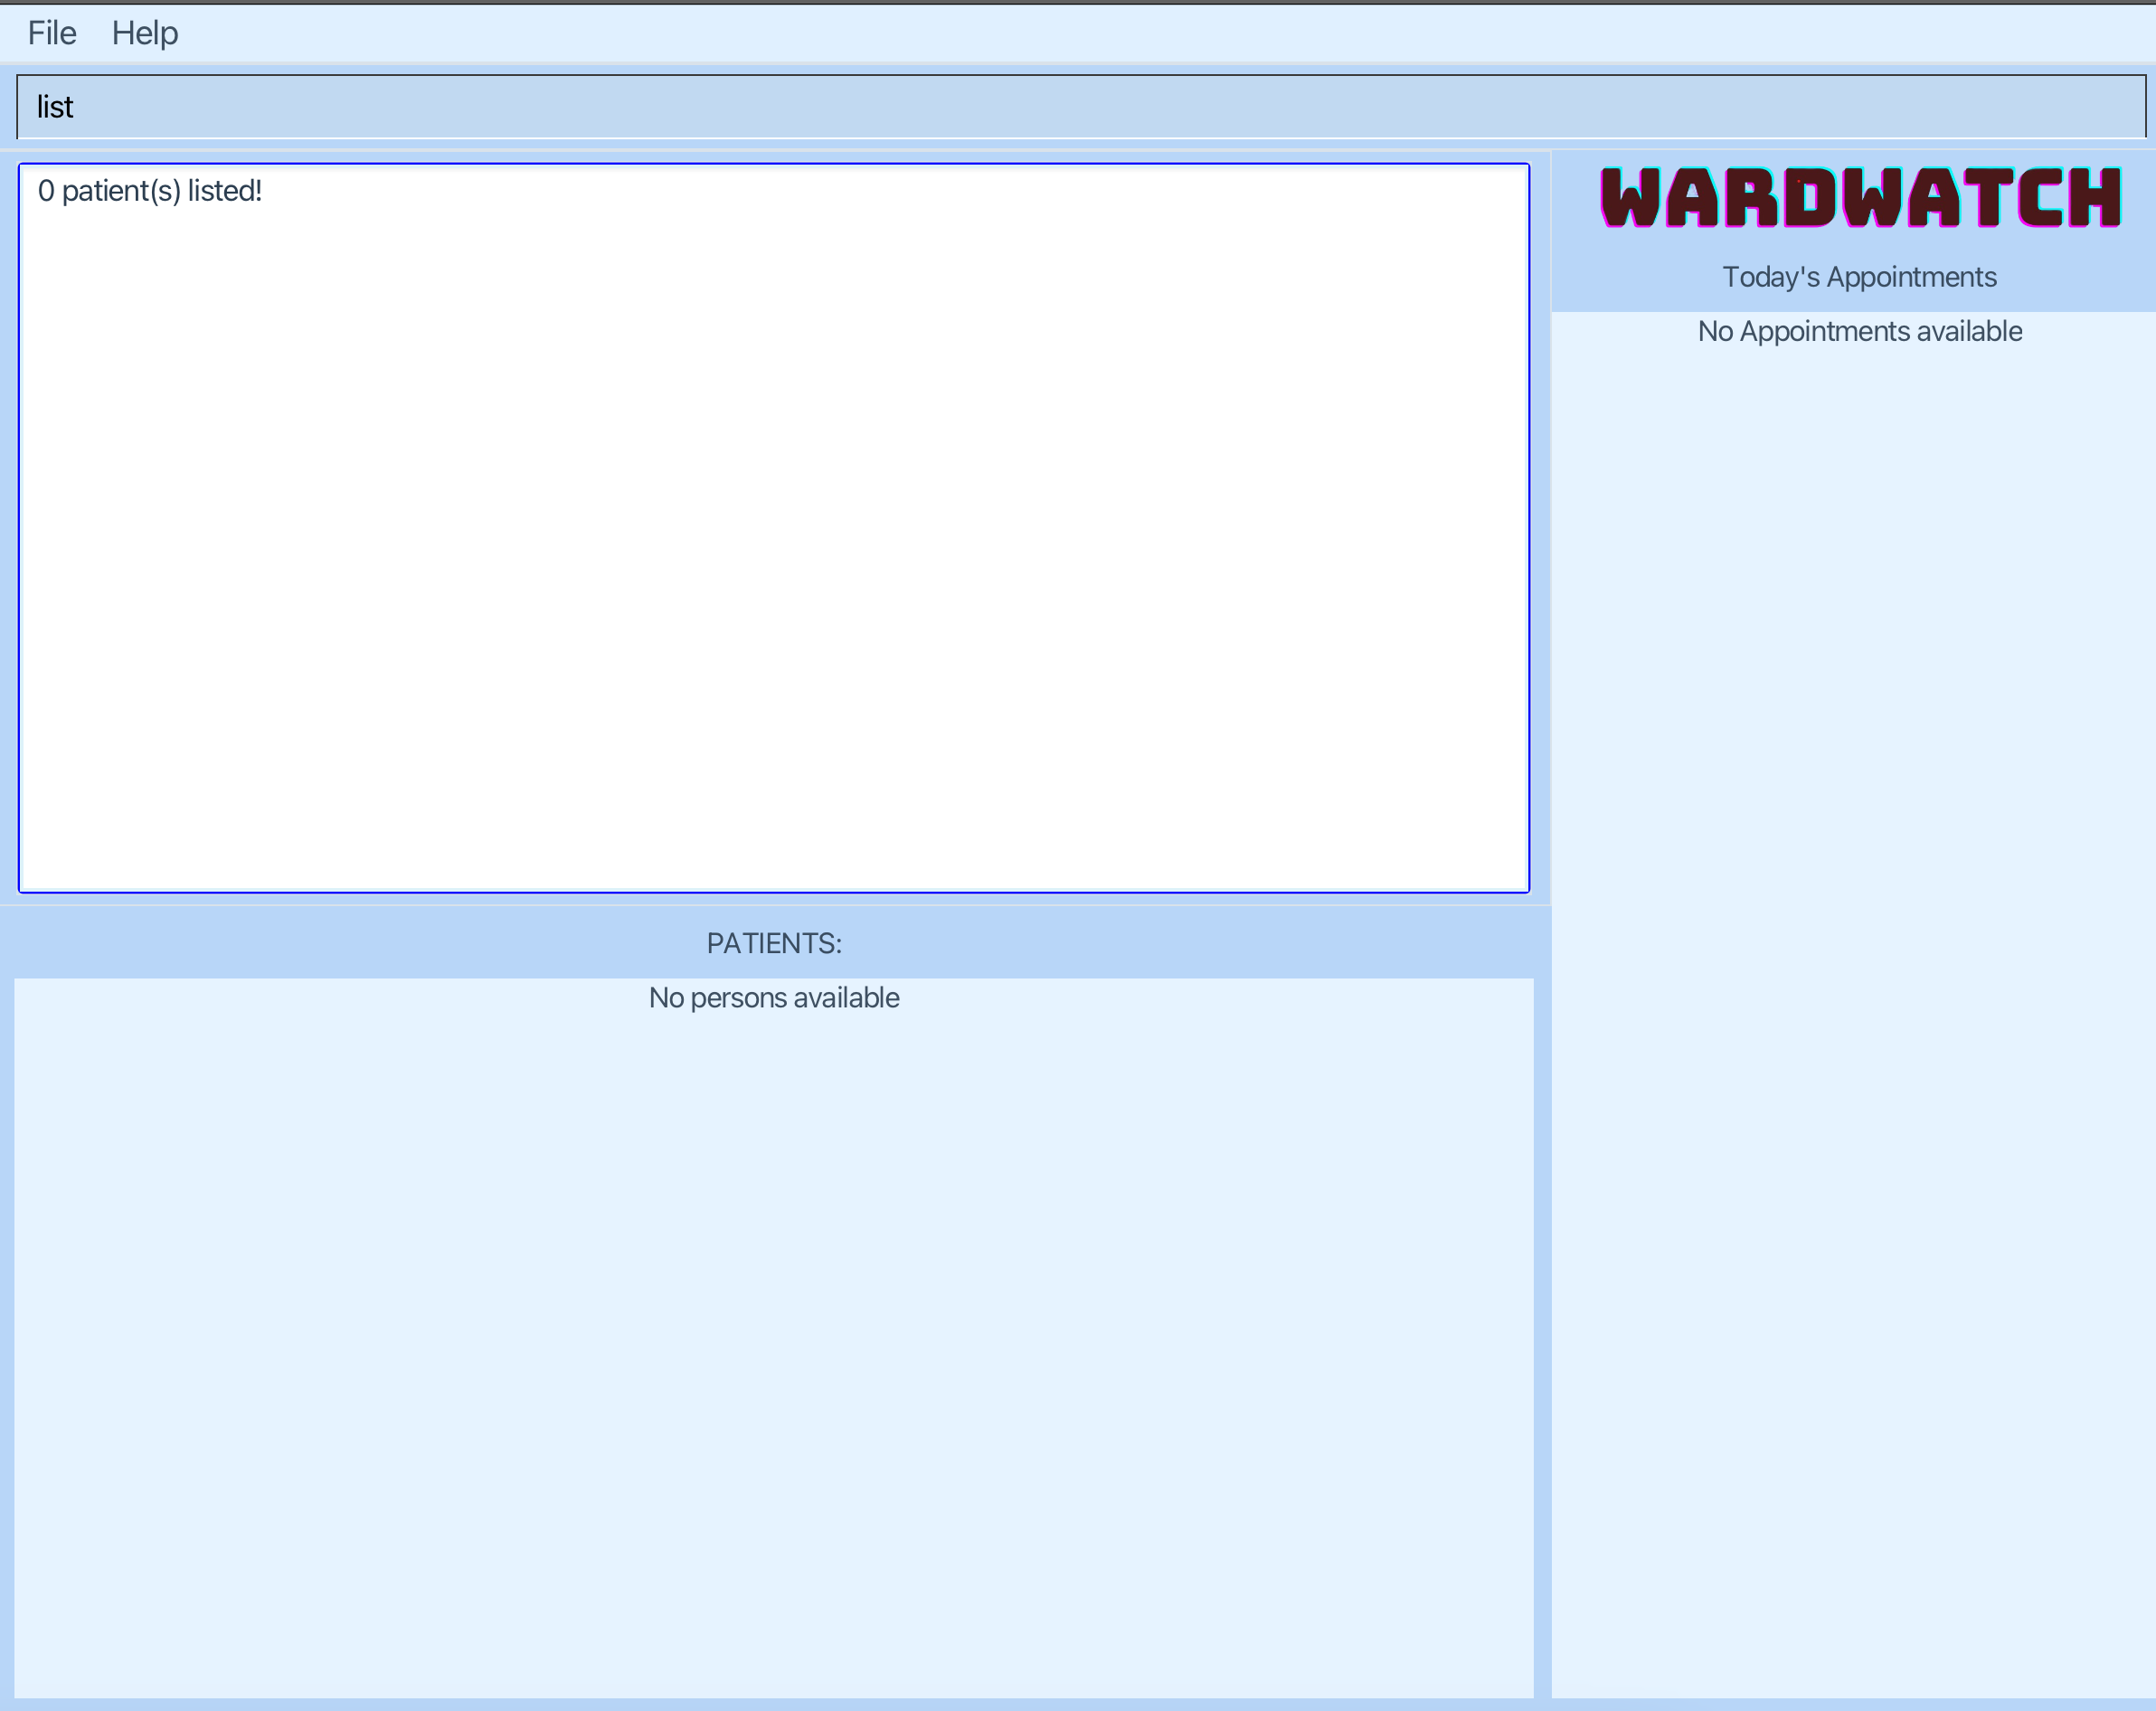 File Help
list
0 patient(s) listed!
WARDWATCH
Today's Appointments
No Appointments available
PATIENTS:
No persons available